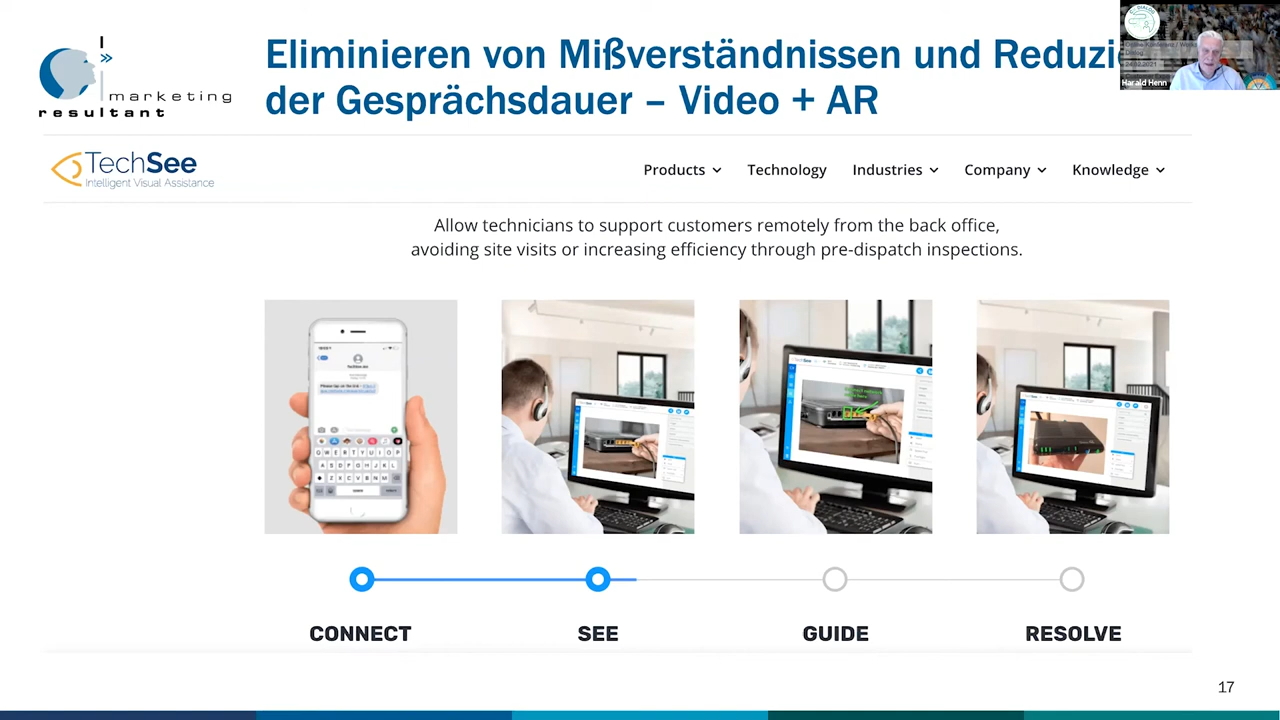 Eliminieren von Mißverständnissen und Reduzie
der Gesprächsdauer – Video + AR
marketing
resultant
Harald Henn
TechSee
Intelligent Visual Assistance
Products
Technology
Industries
Company
Knowledge
Allow technicians to support customers remotely from the back office,
avoiding site visits or increasing efficiency through pre-dispatch inspections.
CONNECT
SEE
GUIDE
RESOLVE
17